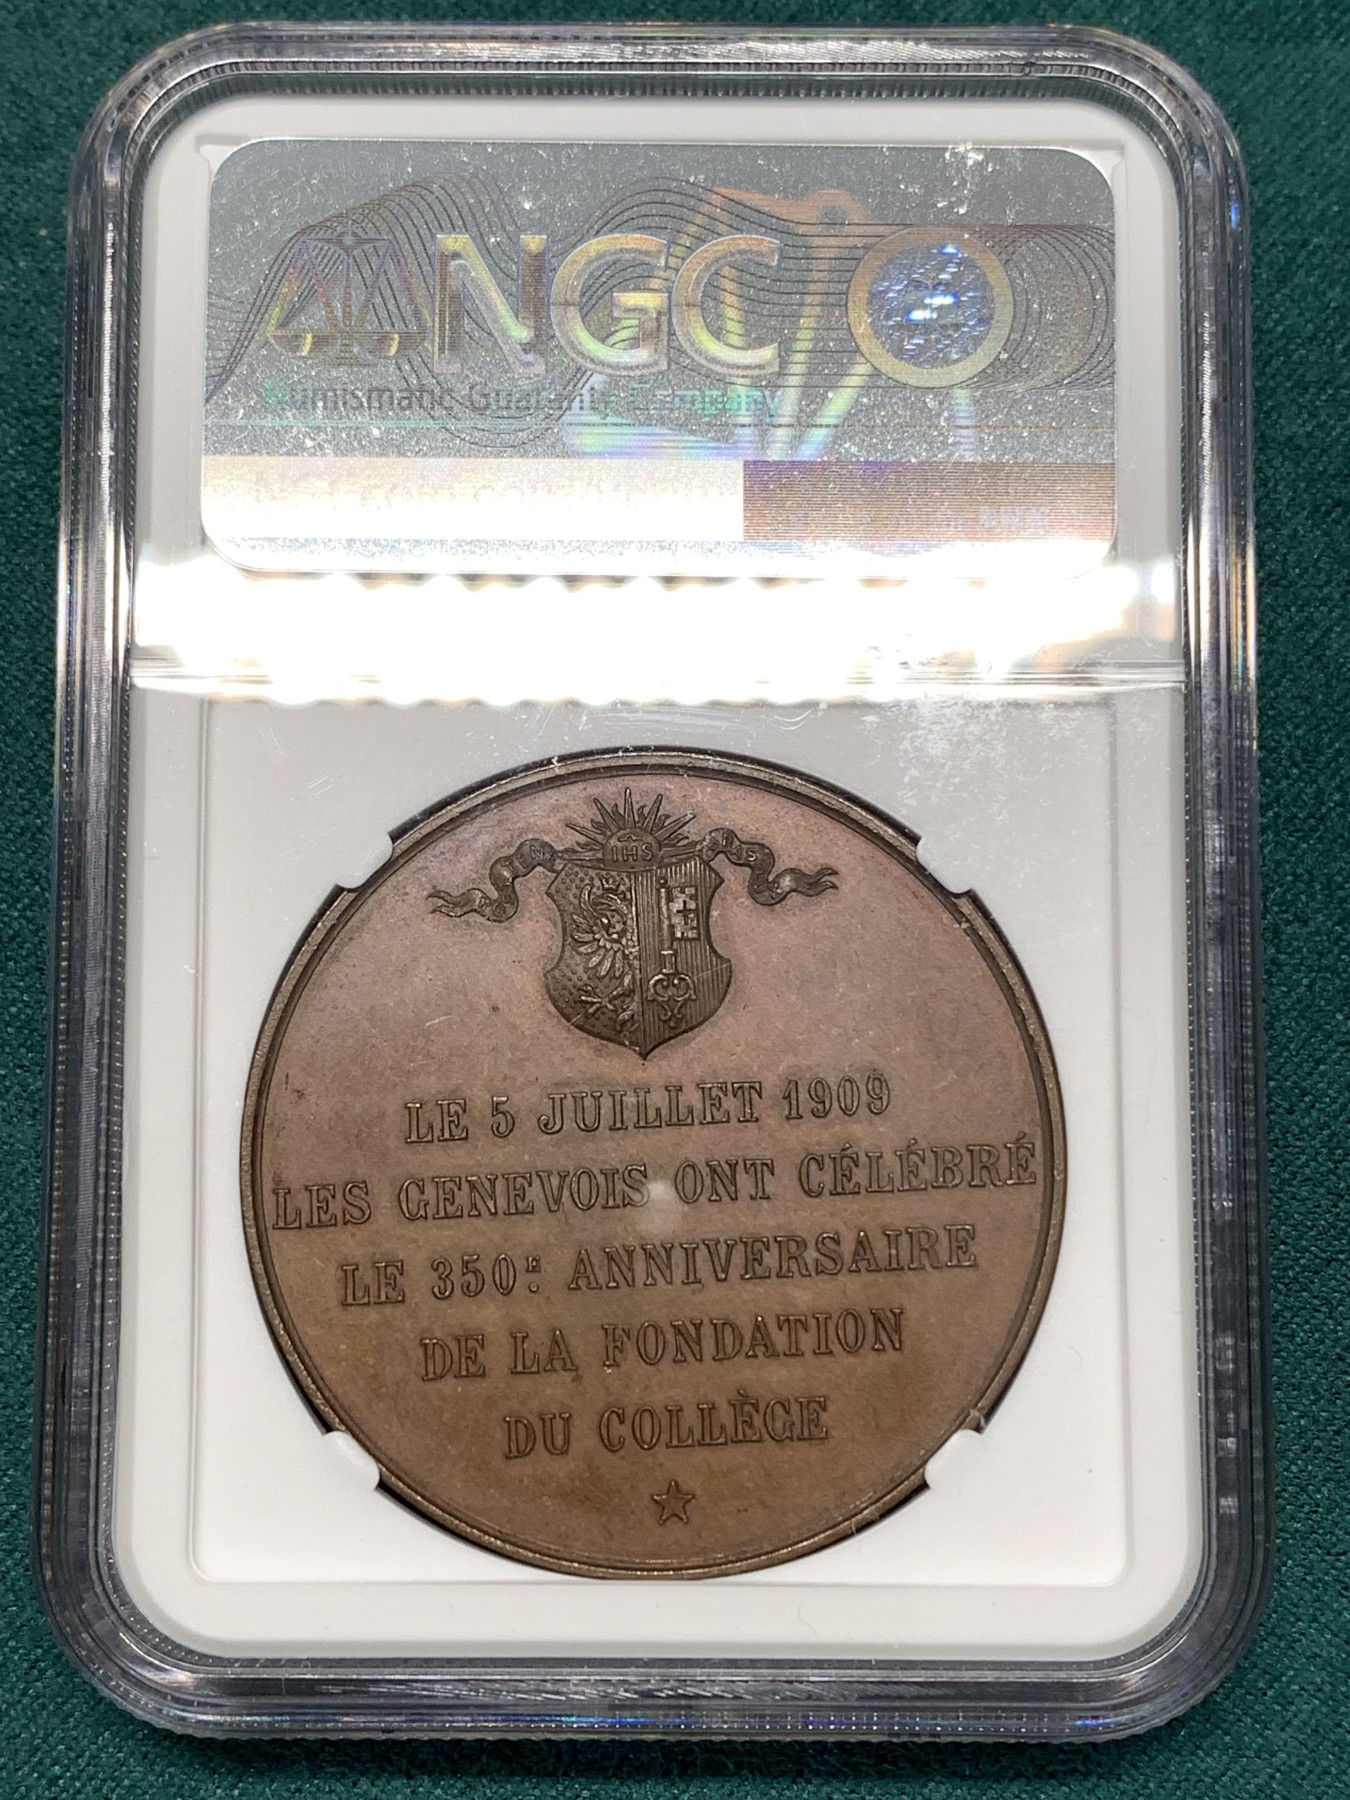 NGC
Numismatic Guaranty Company
IHS
LE 5 JUILLET 1909
LES GENEVOIS ONT CÉLÉBRÉ
LE 350E ANNIVERSAIRE
DE LA FONDATION
DU COLLÈGE